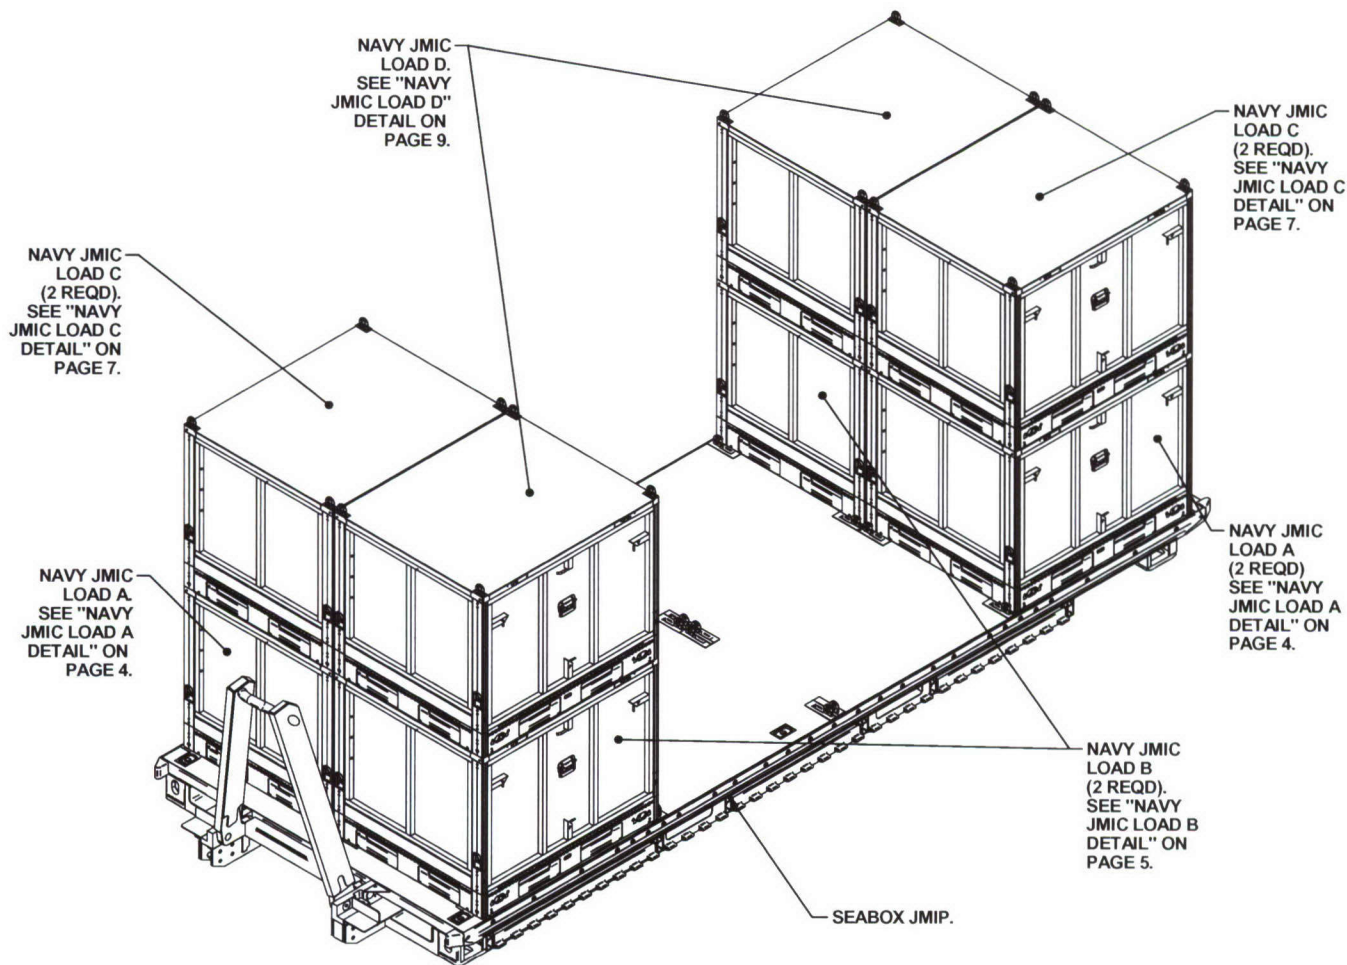 NAVY JMIC
LOAD D.
SEE "NAVY
JMIC LOAD D"
DETAIL ON
PAGE 9.
NAVY JMIC
LOAD C
(2 REQD).
SEE "NAVY
JMIC LOAD C
DETAIL" ON
PAGE 7.
NAVY JMIC
LOAD C
(2 REQD).
SEE "NAVY
JMIC LOAD C
DETAIL" ON
PAGE 7.
NAVY JMIC
LOAD A.
SEE "NAVY
JMIC LOAD A
DETAIL" ON
PAGE 4.
NAVY JMIC
LOAD A
(2 REQD)
SEE "NAVY
JMIC LOAD A
DETAIL" ON
PAGE 4.
NAVY JMIC
LOAD B
(2 REQD).
SEE "NAVY
JMIC LOAD B
DETAIL" ON
PAGE 5.
SEABOX JMIP.